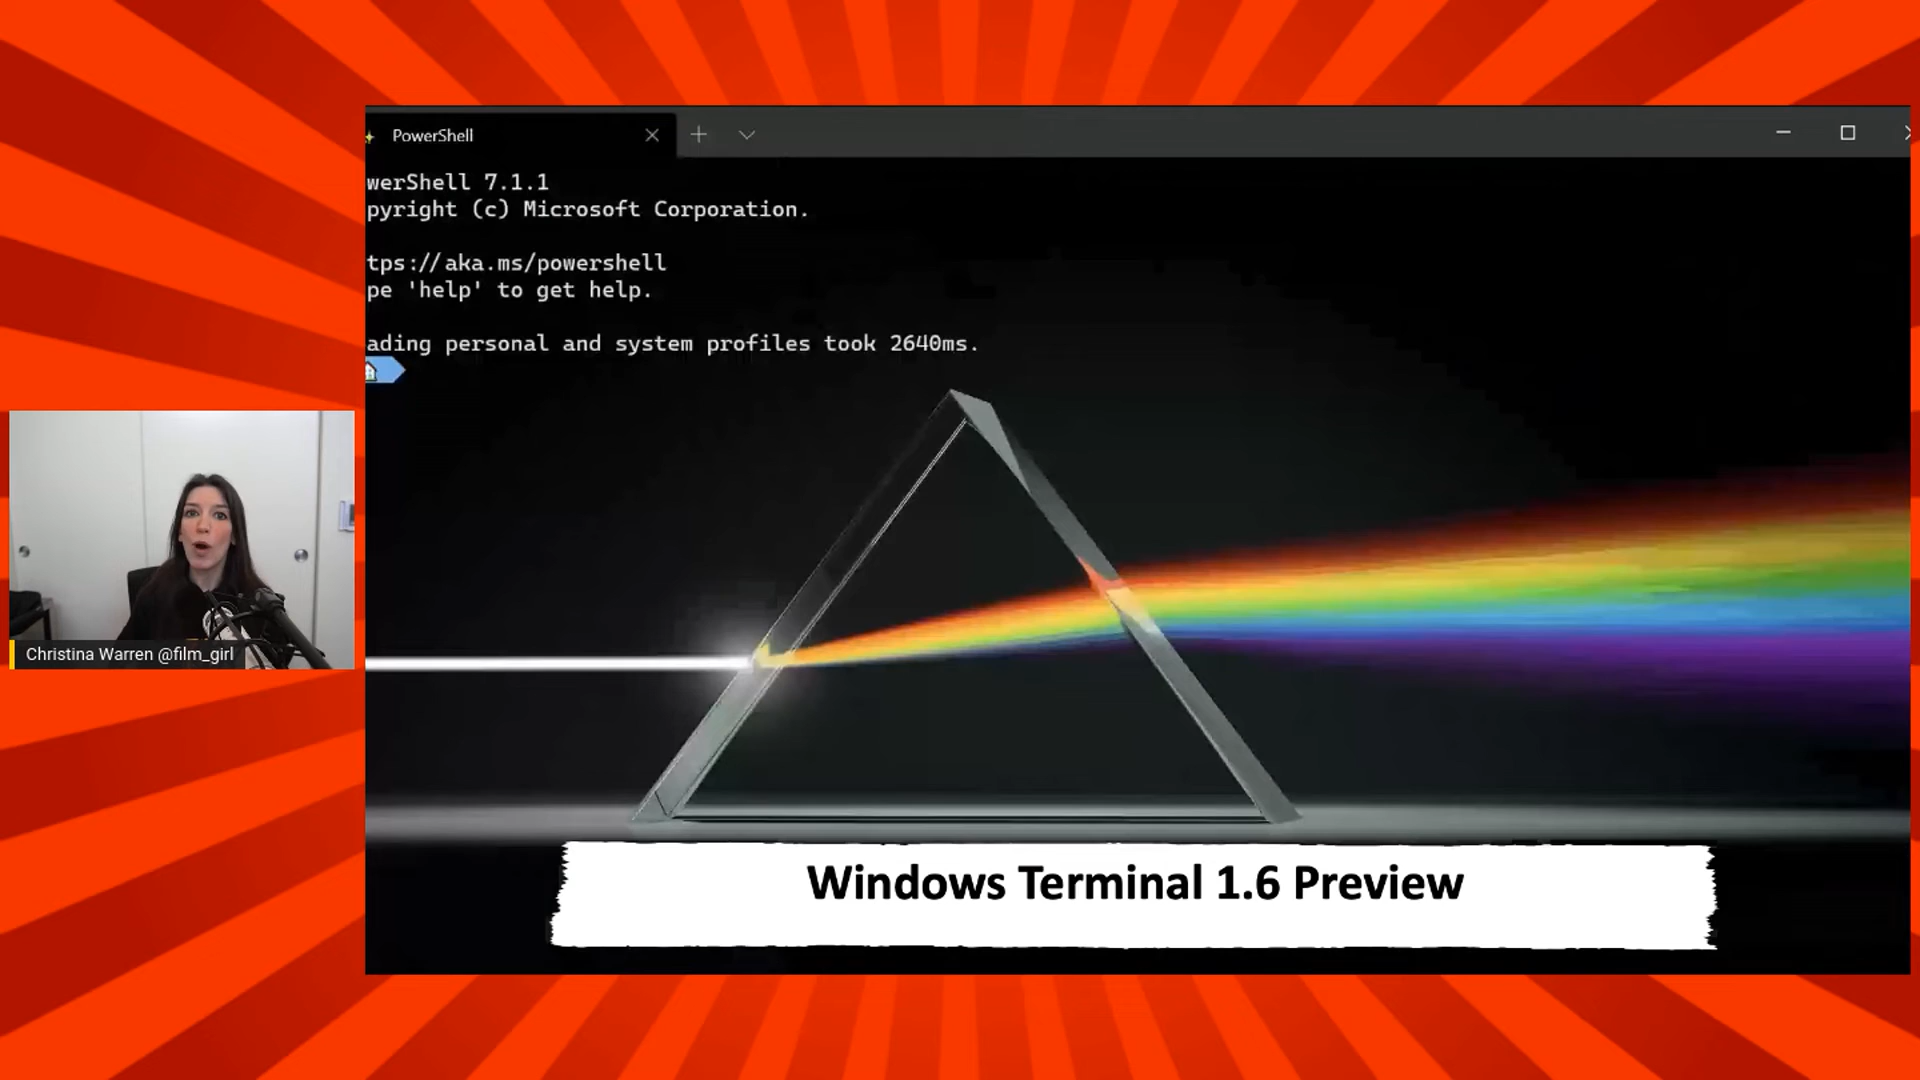 PowerShell
werShell 7.1.1
pyright (c) Microsoft Corporation.
tps://aka.ms/powershell
pe 'help' to get help.
ading personal and system profiles took 2640ms.
Christina Warren @film_girl
Windows Terminal 1.6 Preview